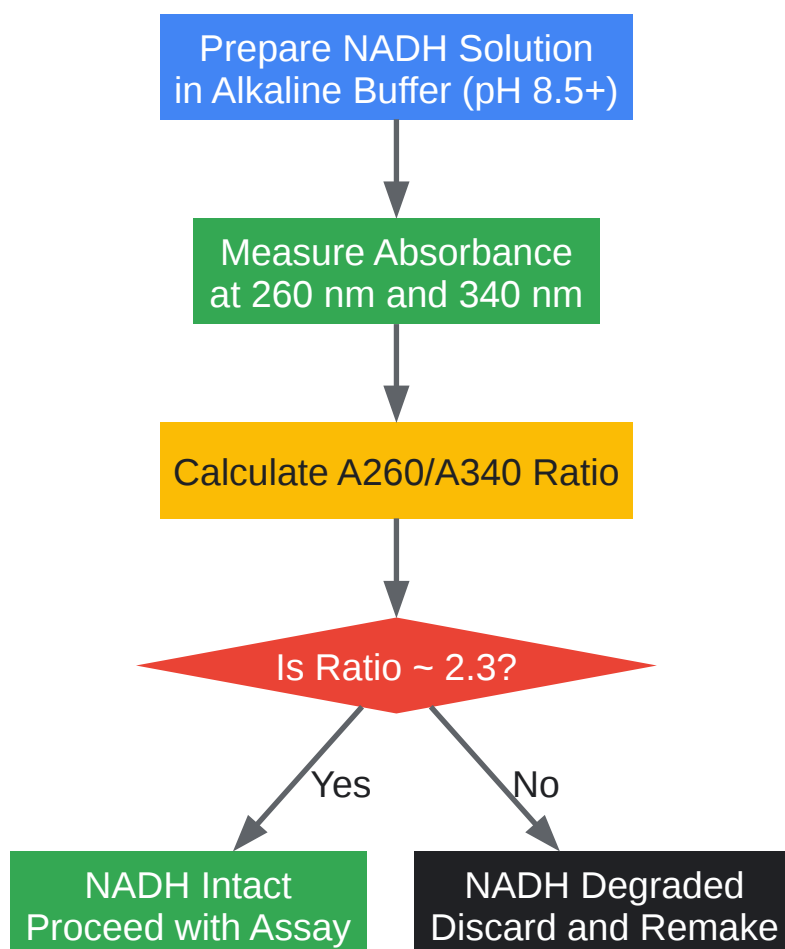 Prepare NADH Solution
in Alkaline Buffer (pH 8.5+)
Measure Absorbance
at 260 nm and 340 nm
Calculate A260/A340 Ratio
Is Ratio ~ 2.3?
Yes
No
NADH Intact
Proceed with Assay
NADH Degraded
Discard and Remake